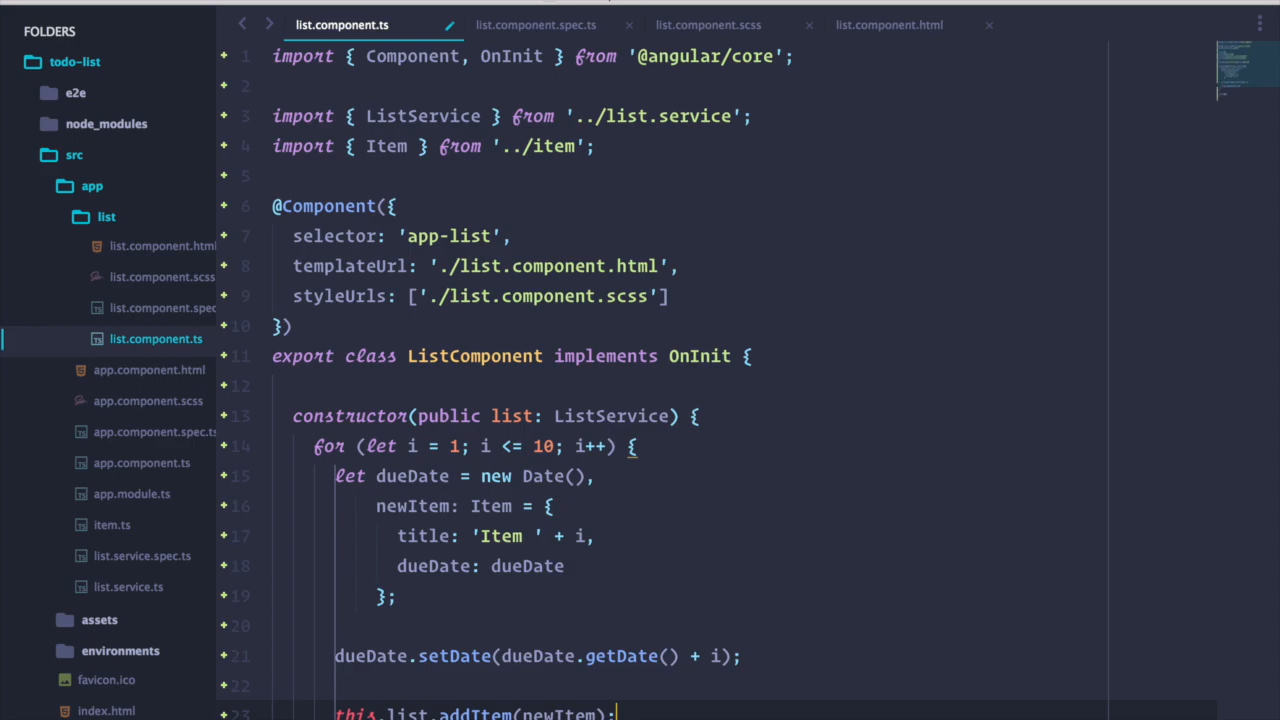 FOLDERS
todo-list
e2e
node_modules
src
app
list
list.component.html
list.component.scss
list.component.spec
list.component.ts
app.component.html
app.component.scss
app.component.spec.ts
app.component.ts
app.module.ts
item.ts
list.service.spec.ts
list.service.ts
assets
environments
favicon.ico
index.html
list.component.ts list.component.spec.ts list.component.scss list.component.html
1 import { Component, OnInit } from '@angular/core';
2
3 import { ListService } from '../list.service';
4 import { Item } from '../item';
5
6 @Component({
7 selector: 'app-list',
8 templateUrl: './list.component.html',
9 styleUrls: ['./list.component.scss']
10 })
11 export class ListComponent implements OnInit {
12
13 constructor(public list: ListService) {
14 for (let i = 1; i <= 10; i++) {
15 let dueDate = new Date(),
16 newItem: Item = {
17 title: 'Item ' + i,
18 dueDate: dueDate
19 };
20
21 dueDate.setDate(dueDate.getDate() + i);
22
23 this.list.addItem(newItem);